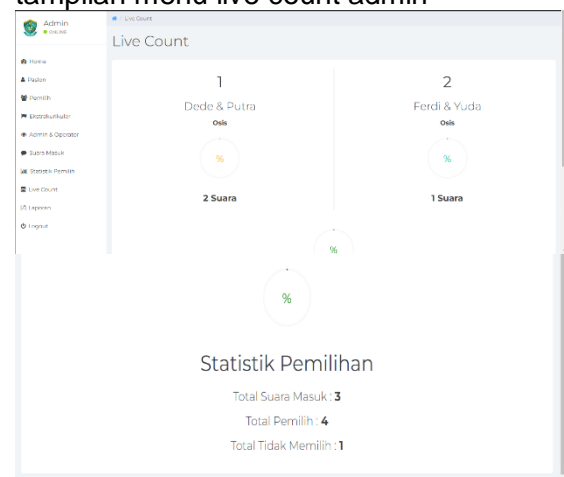 tampilan menu live count admin
Admin
ONLINE
Live Count
Live Count
Home
Paslon
Pemilih
Ekstrakurikuler
Admin & Operator
Suara Masuk
Statistik Pemilih
Live Count
Laporan
Logout
1
Dede & Putra
Osis
%
2 Suara
2
Ferdi & Yuda
Osis
%
1 Suara
%
%
Statistik Pemilihan
Total Suara Masuk : 3
Total Pemilih : 4
Total Tidak Memilih : 1